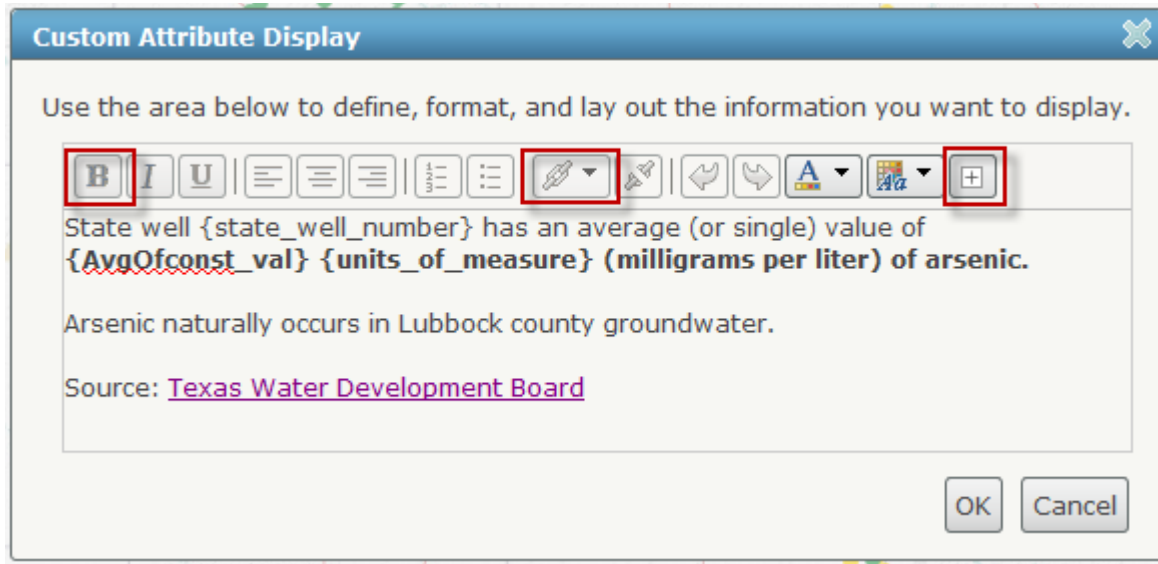 Custom Attribute Display
Use the area below to define, format, and lay out the information you want to display.
B I U A Aa
State well {state_well_number} has an average (or single) value of
{AvgOfconst_val} {units_of_measure} (milligrams per liter) of arsenic.
Arsenic naturally occurs in Lubbock county groundwater.
Source: Texas Water Development Board
OK Cancel